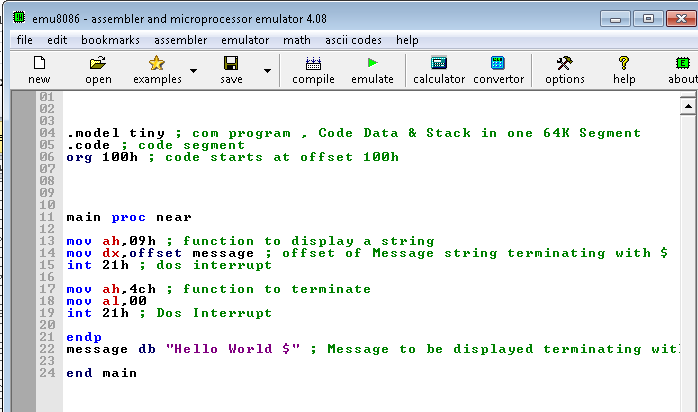 emu8086 - assembler and microprocessor emulator 4.08
file edit bookmarks assembler emulator math ascii codes help
new open examples save compile emulate calculator convertor options help about
01
02
03
04 .model tiny ; com program , Code Data & Stack in one 64K Segment
05 .code ; code segment
06 org 100h ; code starts at offset 100h
07
08
09
10
11 main proc near
12
13 mov ah,09h ; function to display a string
14 mov dx,offset message ; offset of Message string terminating with $
15 int 21h ; dos interrupt
16
17 mov ah,4ch ; function to terminate
18 mov al,00
19 int 21h ; Dos Interrupt
20
21 endp
22 message db "Hello World $" ; Message to be displayed terminating wit
23
24 end main